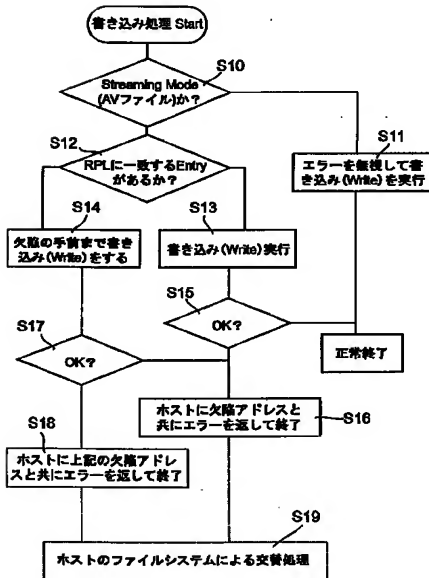 書き込み処理 Start
S10
Streaming Mode
(AVファイル)か？
S12
RPLに一致するEntry
があるか？
S11
エラーを無視して書
き込み(Write)を実行
S14
欠陥の手前まで書き
込み(Write)をする
S13
書き込み(Write)実行
S15
OK?
S17
OK?
正常終了
ホストに欠陥アドレスと
共にエラーを返して終了
S16
S18
ホストに上記の欠陥アドレ
スと共にエラーを返して終了
S19
ホストのファイルシステムによる交替処理